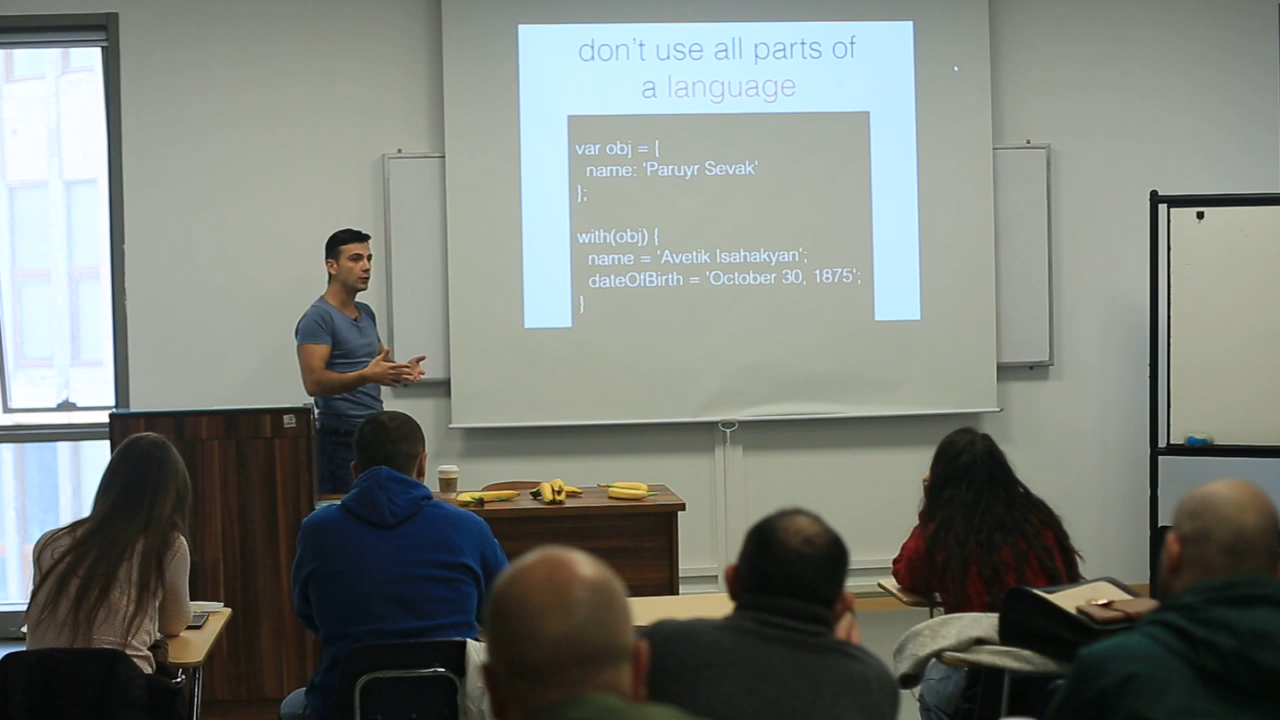 don't use all parts of
a language
var obj = {
name: 'Paruyr Sevak'
};
with(obj) {
name = 'Avetik Isahakyan';
dateOfBirth = 'October 30, 1875';
}